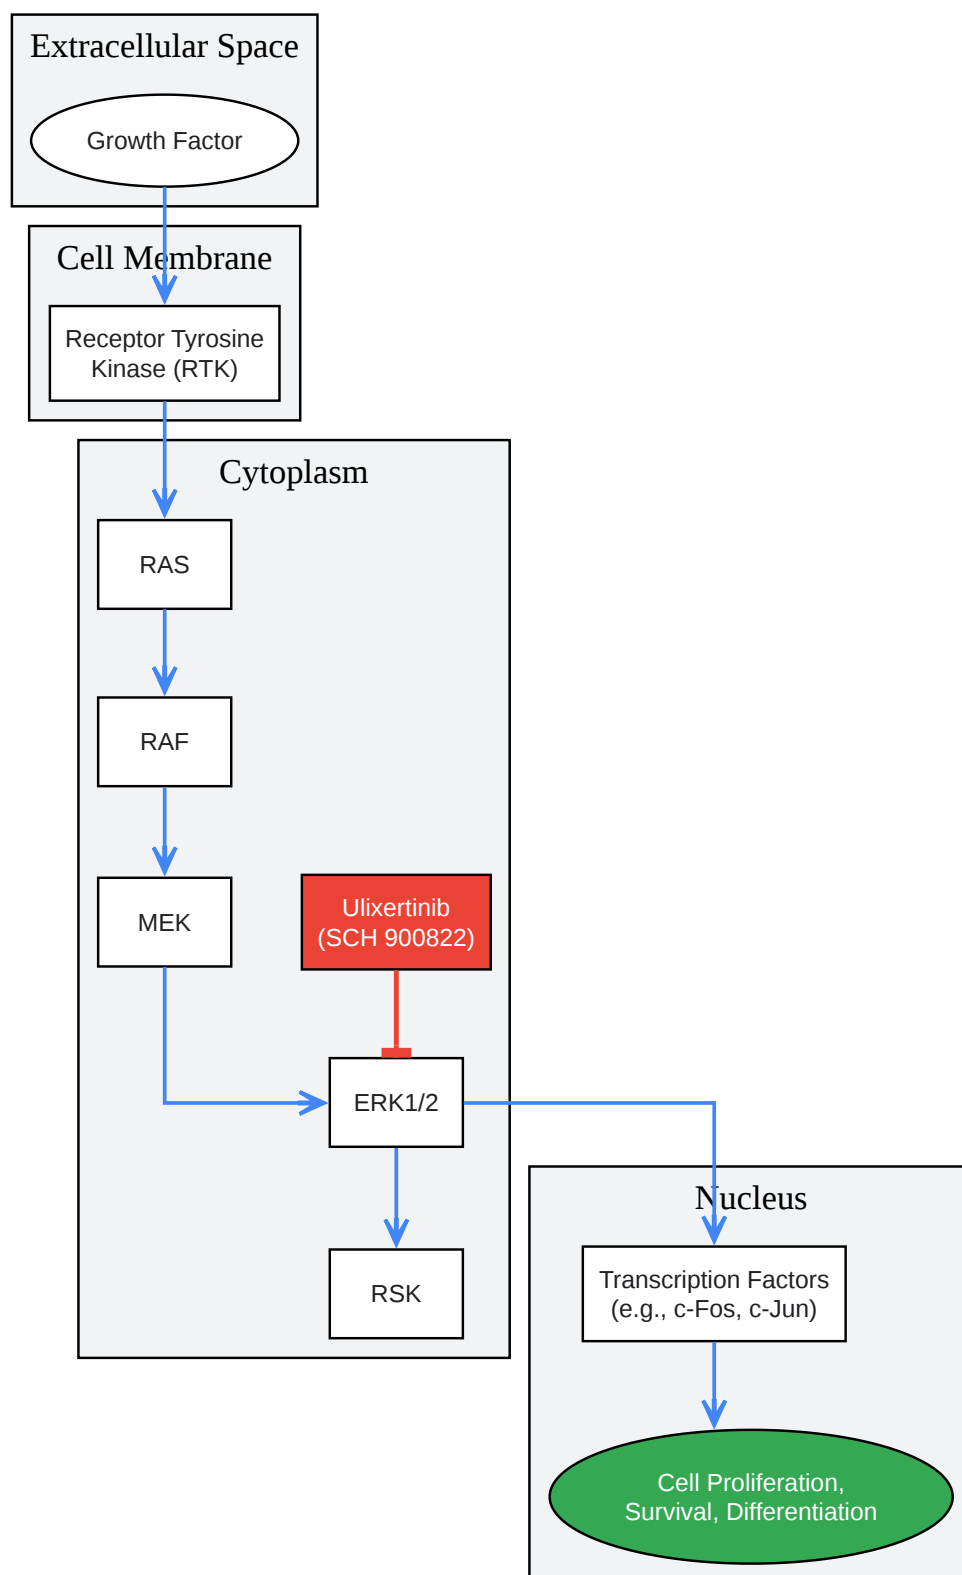 Extracellular Space
Growth Factor
Cell Membrane
Receptor Tyrosine
Kinase (RTK)
Cytoplasm
RAS
RAF
MEK
Ulixertinib
(SCH 900822)
ERK1/2
RSK
Nucleus
Transcription Factors
(e.g., c-Fos, c-Jun)
Cell Proliferation,
Survival, Differentiation